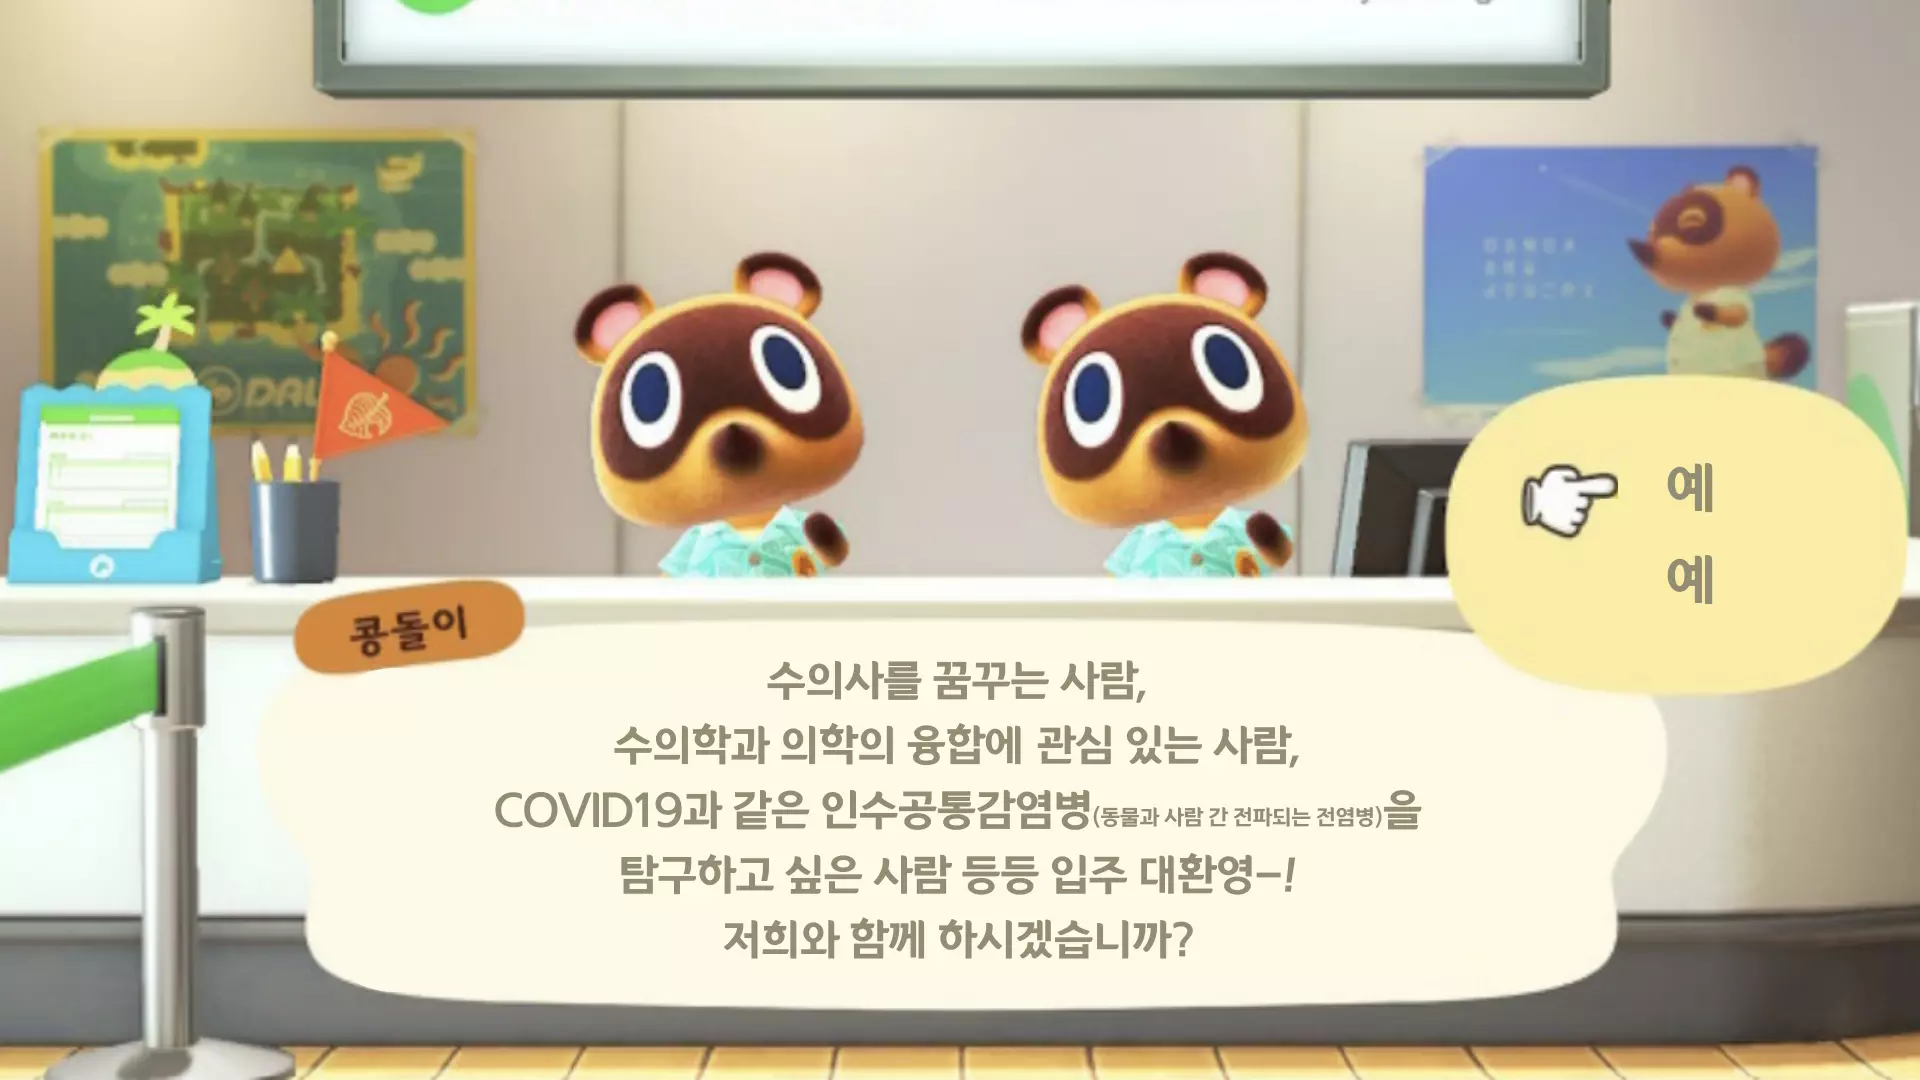 DAL
예
예
콩돌이
수의사를 꿈꾸는 사람,
수의학과 의학의 융합에 관심 있는 사람,
COVID19과 같은 인수공통감염병(동물과 사람 간 전파되는 전염병)을
탐구하고 싶은 사람 등등 입주 대환영-!
저희와 함께 하시겠습니까?